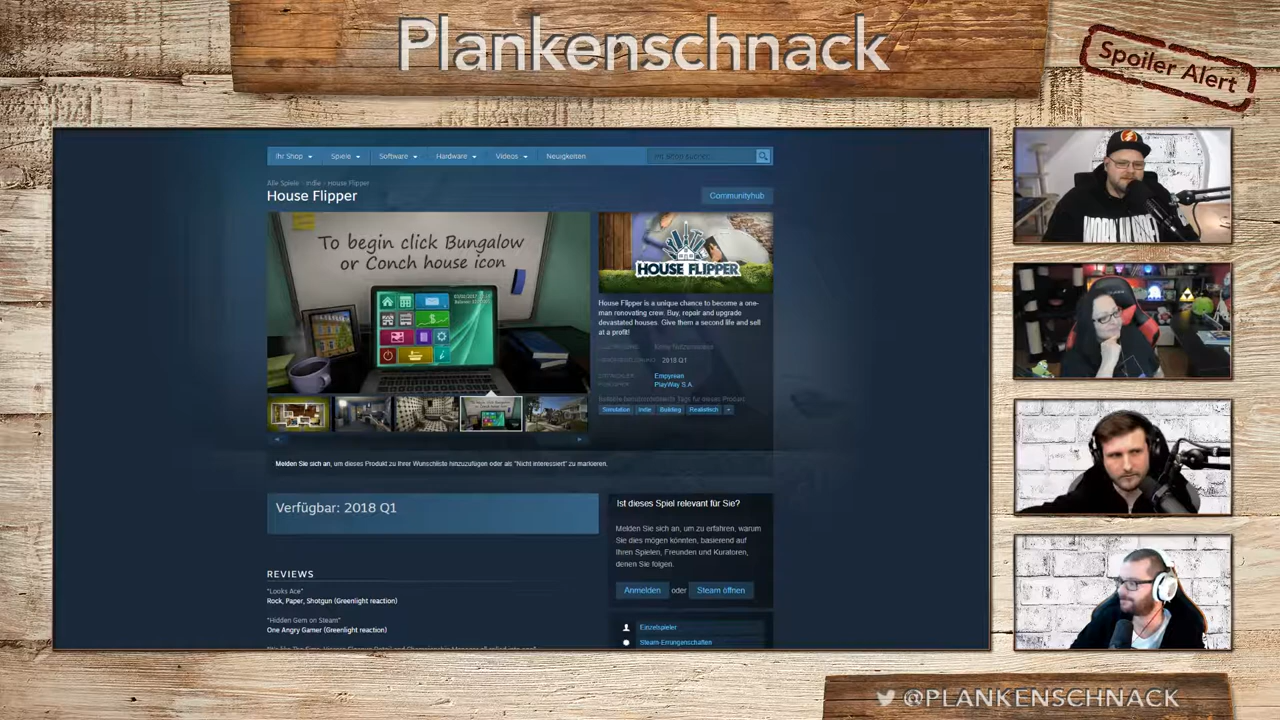 Plankenschnack
Spoiler Alert
Ihr Shop Spiele Software Hardware Videos Neuigkeiten
Alle Spiele Indie House Flipper
House Flipper
Communityhub
To begin click Bungalow
or Conch house icon
HOUSE FLIPPER
House Flipper is a unique chance to become a one-
man renovating crew. Buy, repair and upgrade
devastated houses. Give them a second life and sell
at a profit!
2018 Q1
Empyrean
PlayWay S.A.
Simulation Indie Building Realistisch +
Melden Sie sich an, um dieses Produkt zu Ihrer Wunschliste hinzuzufügen oder als "Nicht interessiert" zu markieren.
Verfügbar: 2018 Q1
Ist dieses Spiel relevant für Sie?
Melden Sie sich an, um zu erfahren, warum
Sie dies mögen könnten, basierend auf
Ihren Spielen, Freunden und Kuratoren,
denen Sie folgen.
Anmelden oder Steam öffnen
REVIEWS
"Looks Ace"
Rock, Paper, Shotgun (Greenlight reaction)
"Hidden Gem on Steam"
One Angry Gamer (Greenlight reaction)
Einzelspieler
Steam-Errungenschaften
@PLANKENSCHNACK